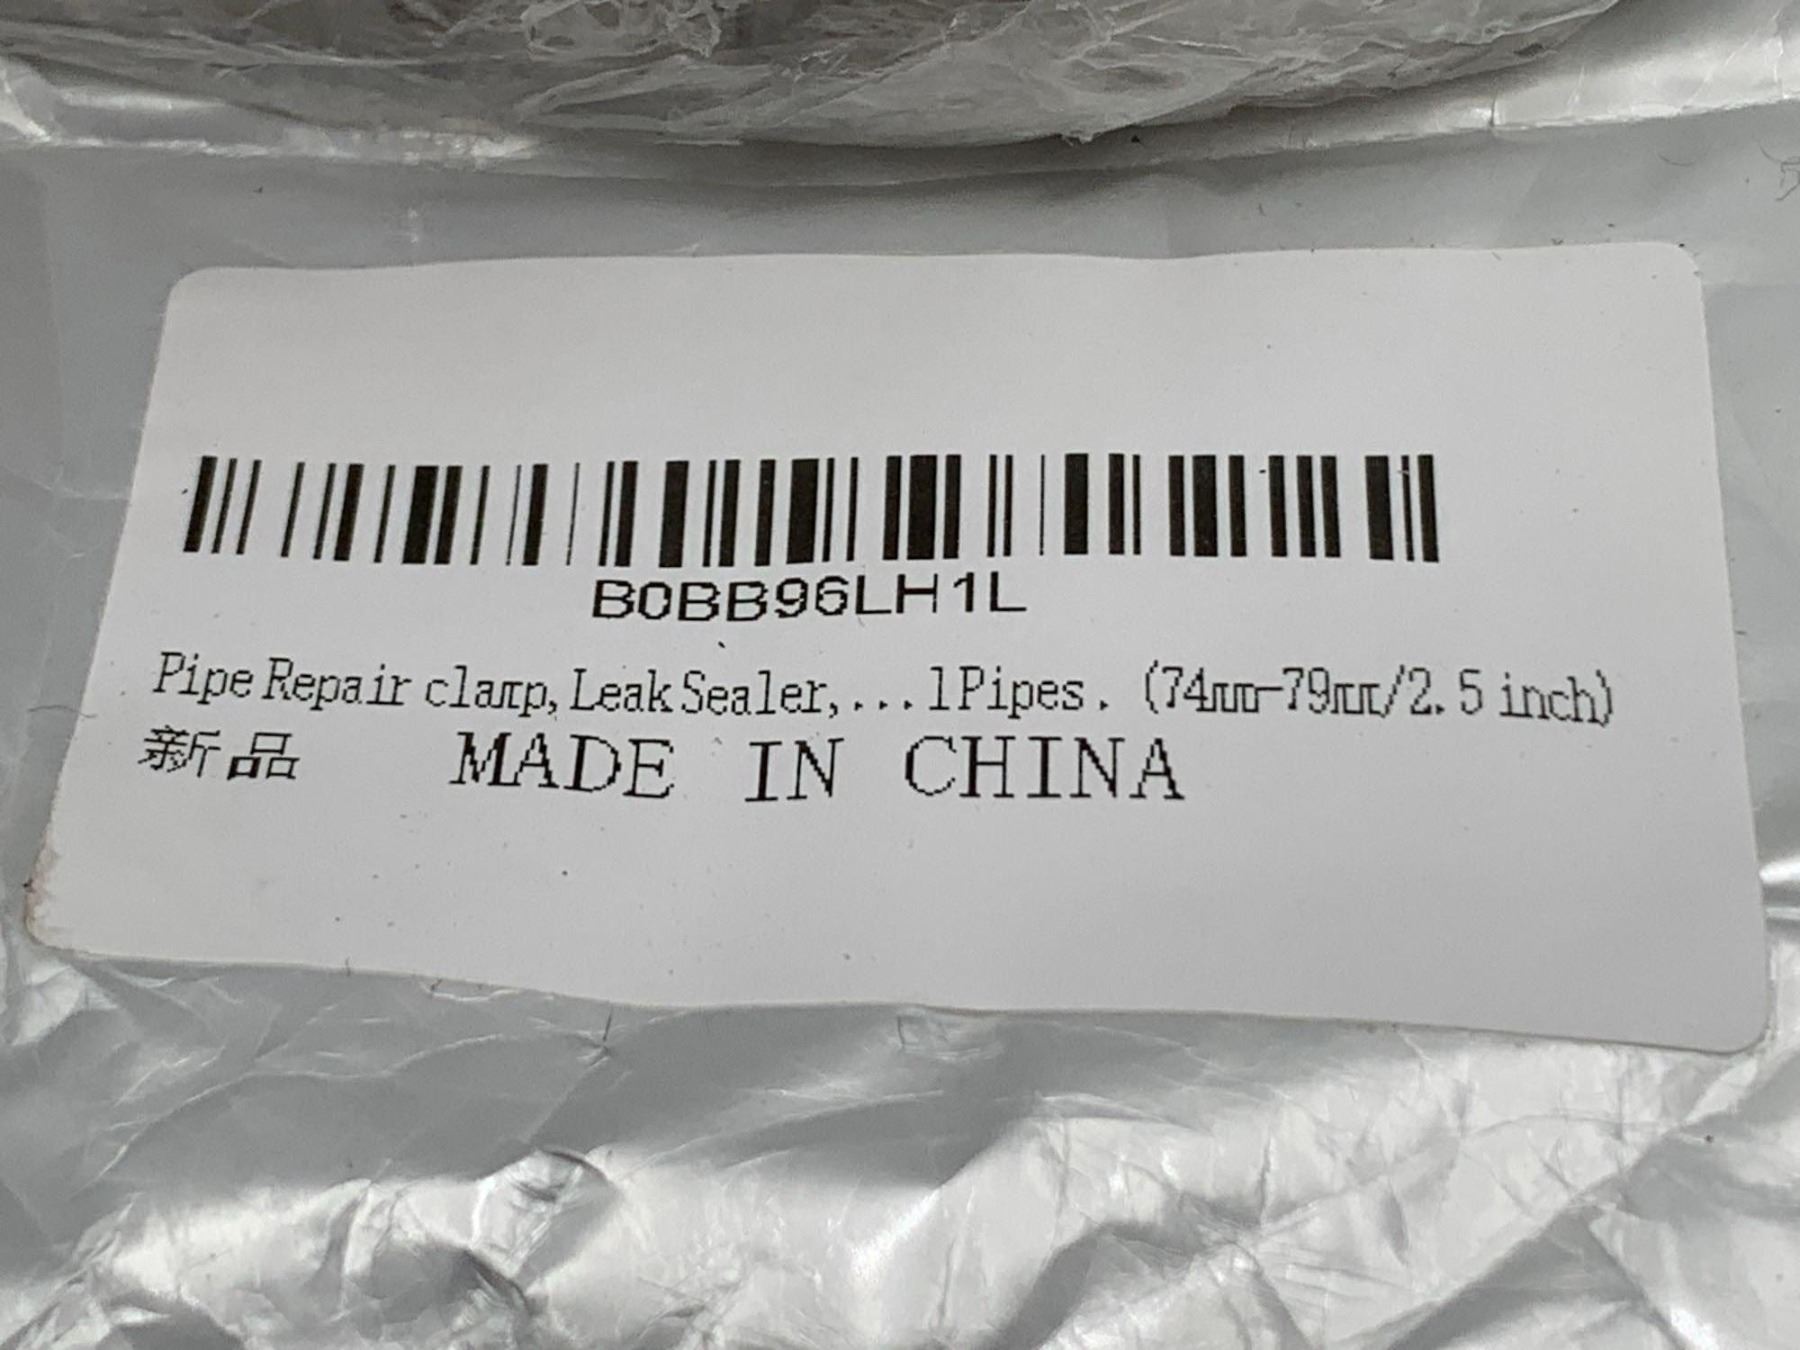 B0BB96LH1L
Pipe Repair clamp, Leak Sealer,...lPipes. (74mm-79mm/2.5 inch)
新品 MADE IN CHINA